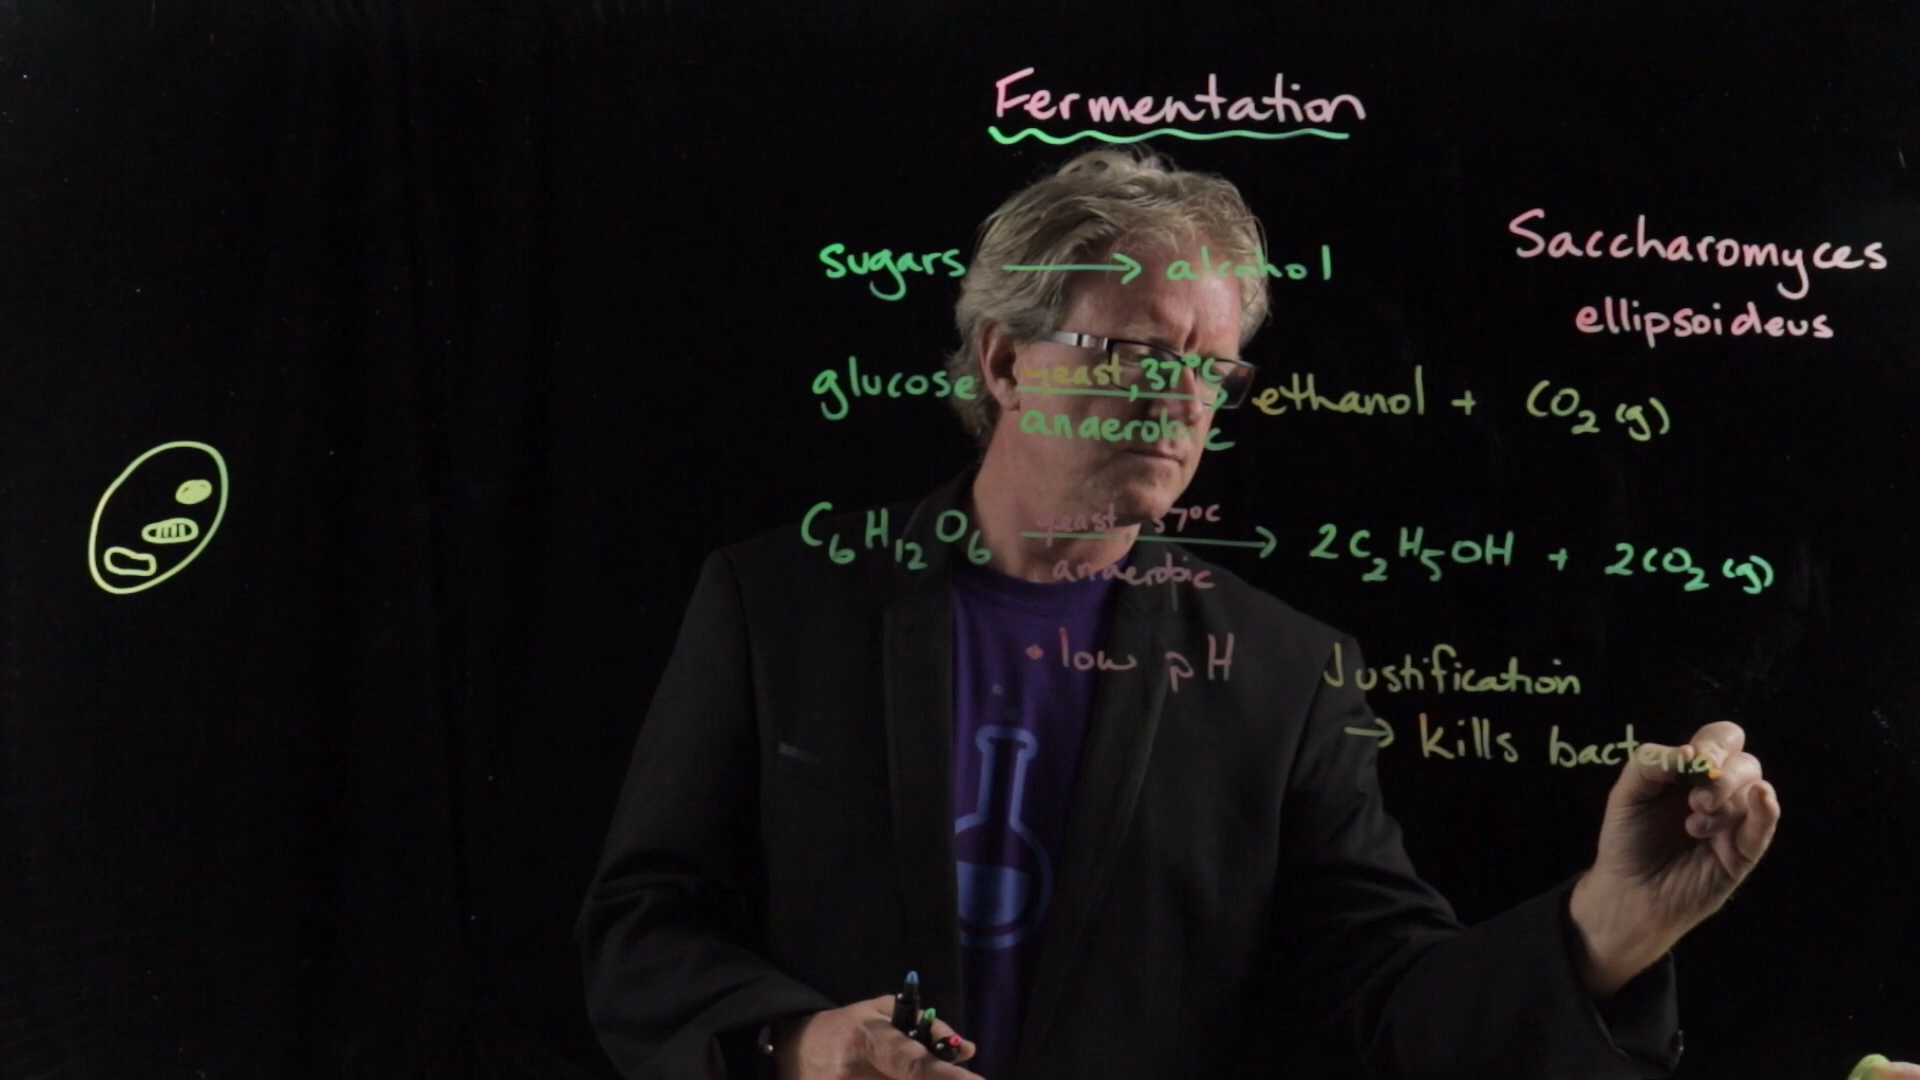 Fermentation
sugars → alcohol
Saccharomyces
ellipsoideus
glucose yeast, 37°C → ethanol + CO₂ (g)
anaerobic
C₆H₁₂O₆ yeast 37°C → 2C₂H₅OH + 2CO₂ (g)
anaerobic
• low pH
Justification
→ kills bacteria